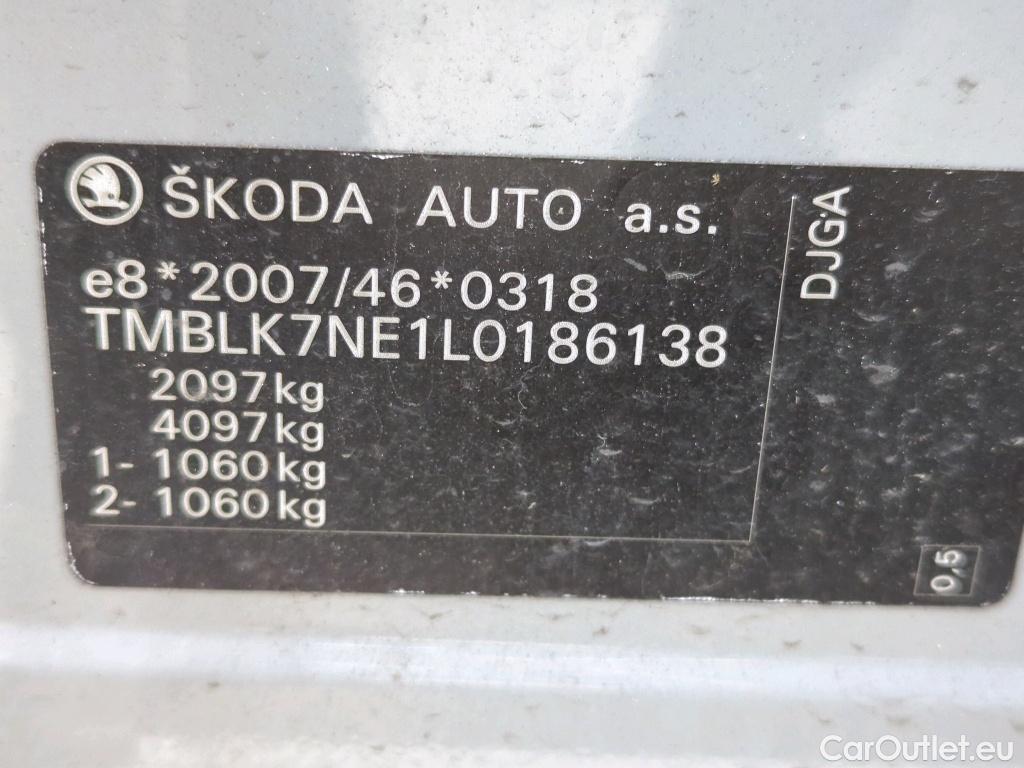 ŠKODA AUTO a.s.
e8*2007/46*0318
TMBLK7NE1L0186138
2097kg
4097kg
1- 1060kg
2- 1060kg
DJGA
0,5
CarOutlet.eu